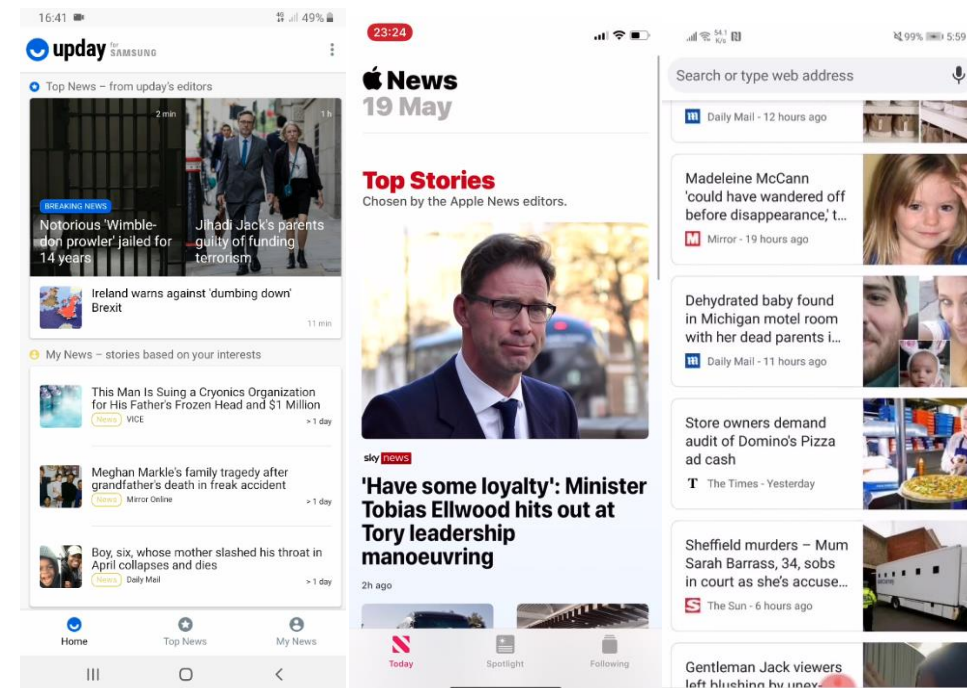 16:41
49%
upday for SAMSUNG
Top News – from upday's editors
2 min
1 h
BREAKING NEWS
Notorious 'Wimble-
don prowler' jailed for
14 years
Jihadi Jack's parents
guilty of funding
terrorism
Ireland warns against 'dumbing down'
Brexit
11 min
My News – stories based on your interests
This Man Is Suing a Cryonics Organization
for His Father's Frozen Head and $1 Million
News VICE
> 1 day
Meghan Markle's family tragedy after
grandfather's death in freak accident
News Mirror Online
> 1 day
Boy, six, whose mother slashed his throat in
April collapses and dies
News Daily Mail
> 1 day
Home
Top News
My News
23:24
News
19 May
Top Stories
Chosen by the Apple News editors.
sky news
'Have some loyalty': Minister
Tobias Ellwood hits out at
Tory leadership
manoeuvring
2h ago
Today
Spotlight
Following
54.1
K/s
99%
5:59
Search or type web address
Daily Mail - 12 hours ago
Madeleine McCann
'could have wandered off
before disappearance,' t...
M Mirror - 19 hours ago
Dehydrated baby found
in Michigan motel room
with her dead parents i...
Daily Mail - 11 hours ago
Store owners demand
audit of Domino's Pizza
ad cash
T The Times - Yesterday
Sheffield murders – Mum
Sarah Barrass, 34, sobs
in court as she's accuse...
S The Sun - 6 hours ago
Gentleman Jack viewers
left blushing by unex-